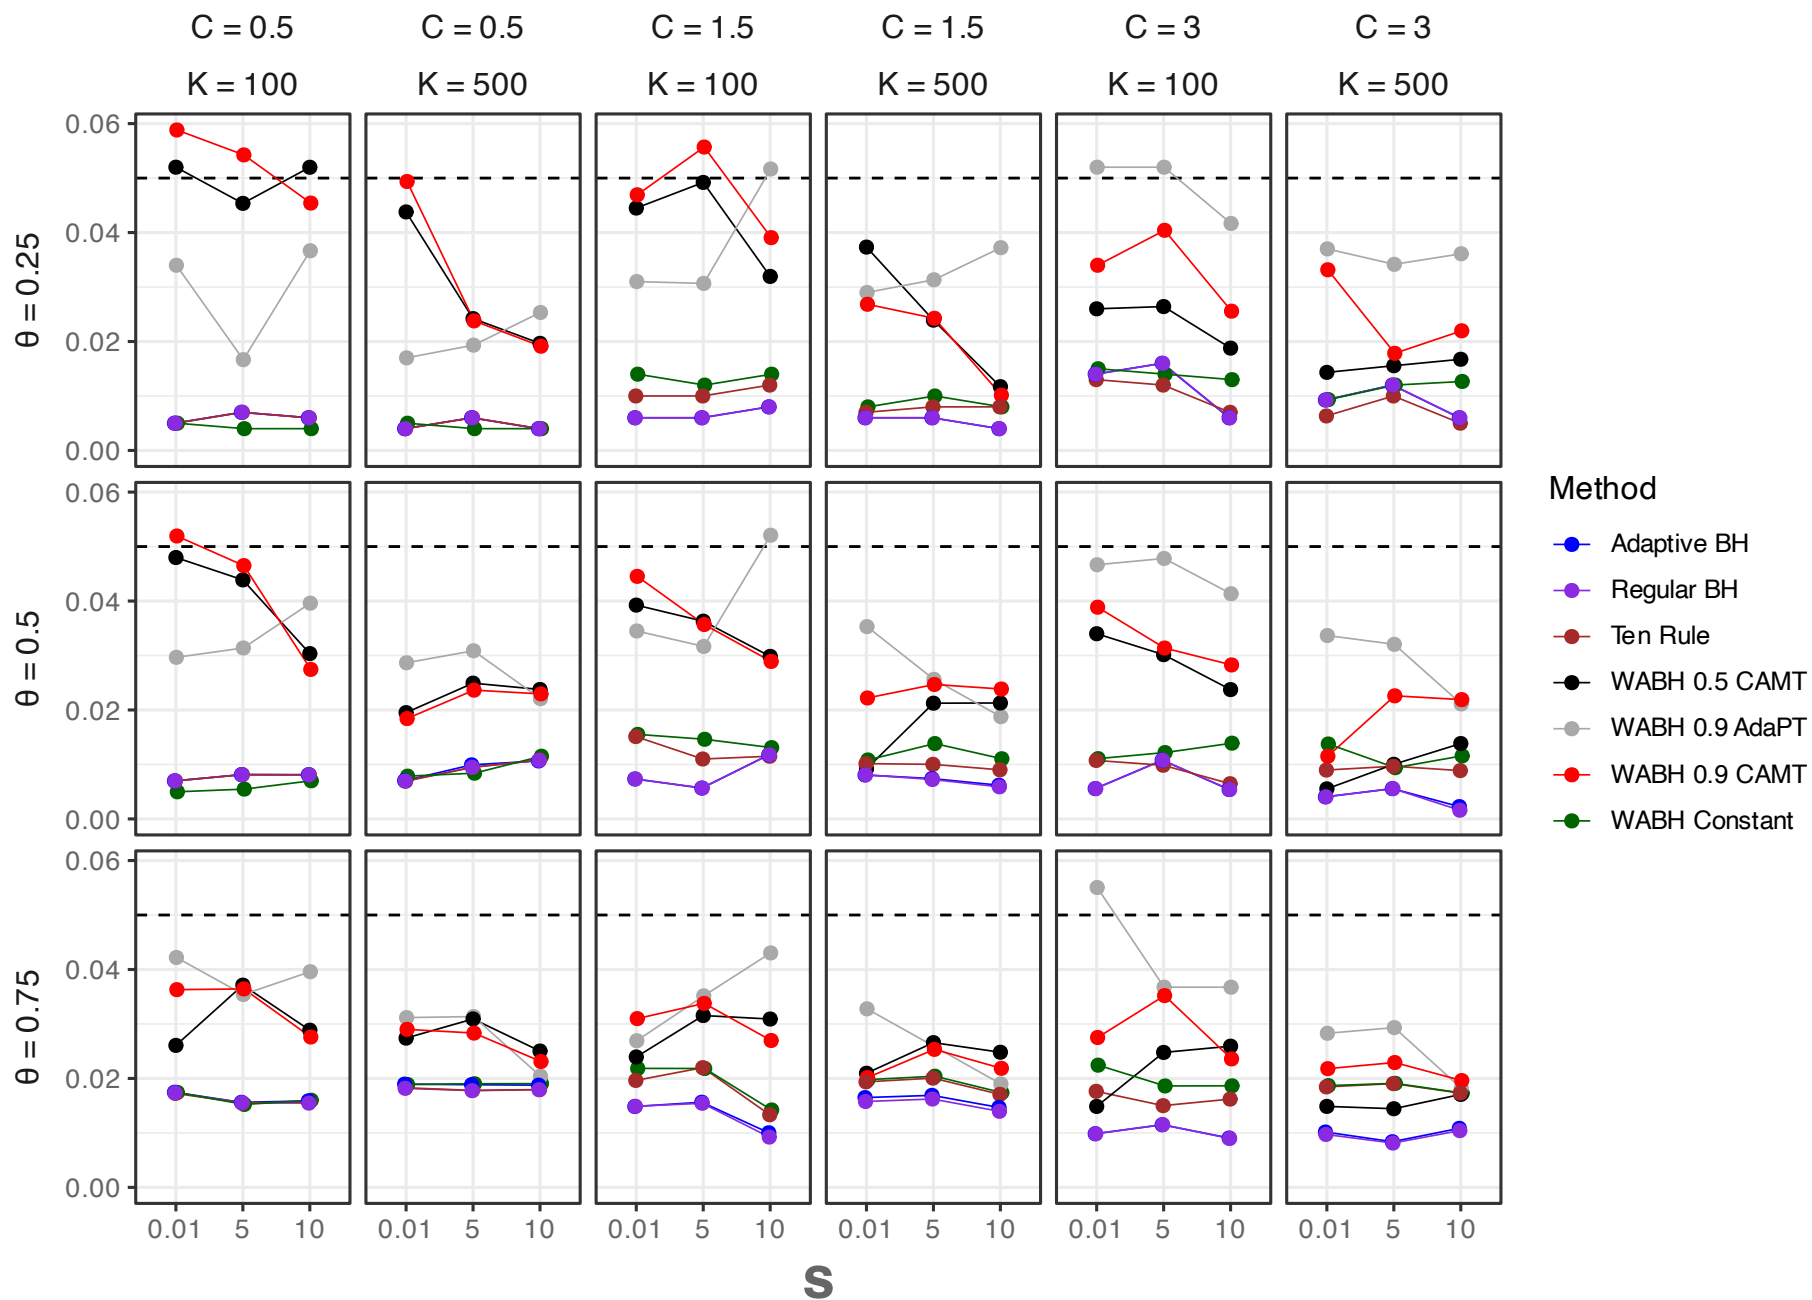 C = 0.5 C = 0.5 C = 1.5 C = 1.5 C = 3 C = 3
K = 100 K = 500 K = 100 K = 500 K = 100 K = 500
θ = 0.25
0.06
0.04
0.02
0.00
θ = 0.5
0.06
0.04
0.02
0.00
θ = 0.75
0.06
0.04
0.02
0.00
0.01 5 10 0.01 5 10 0.01 5 10 0.01 5 10 0.01 5 10 0.01 5 10
s
Method
Adaptive BH
Regular BH
Ten Rule
WABH 0.5 CAMT
WABH 0.9 AdaPT
WABH 0.9 CAMT
WABH Constant